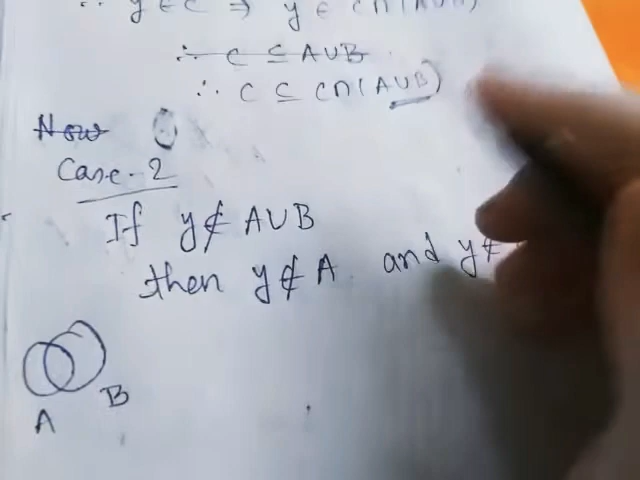 ∴ y ∈ C ⇒ y ∈ C ∩ (A∪B)
∴ C ⊆ A∪B
∴ C ⊆ C∩(A∪B)
Now
Case-2
If y ∉ A∪B
then y ∉ A and y ∉
A B